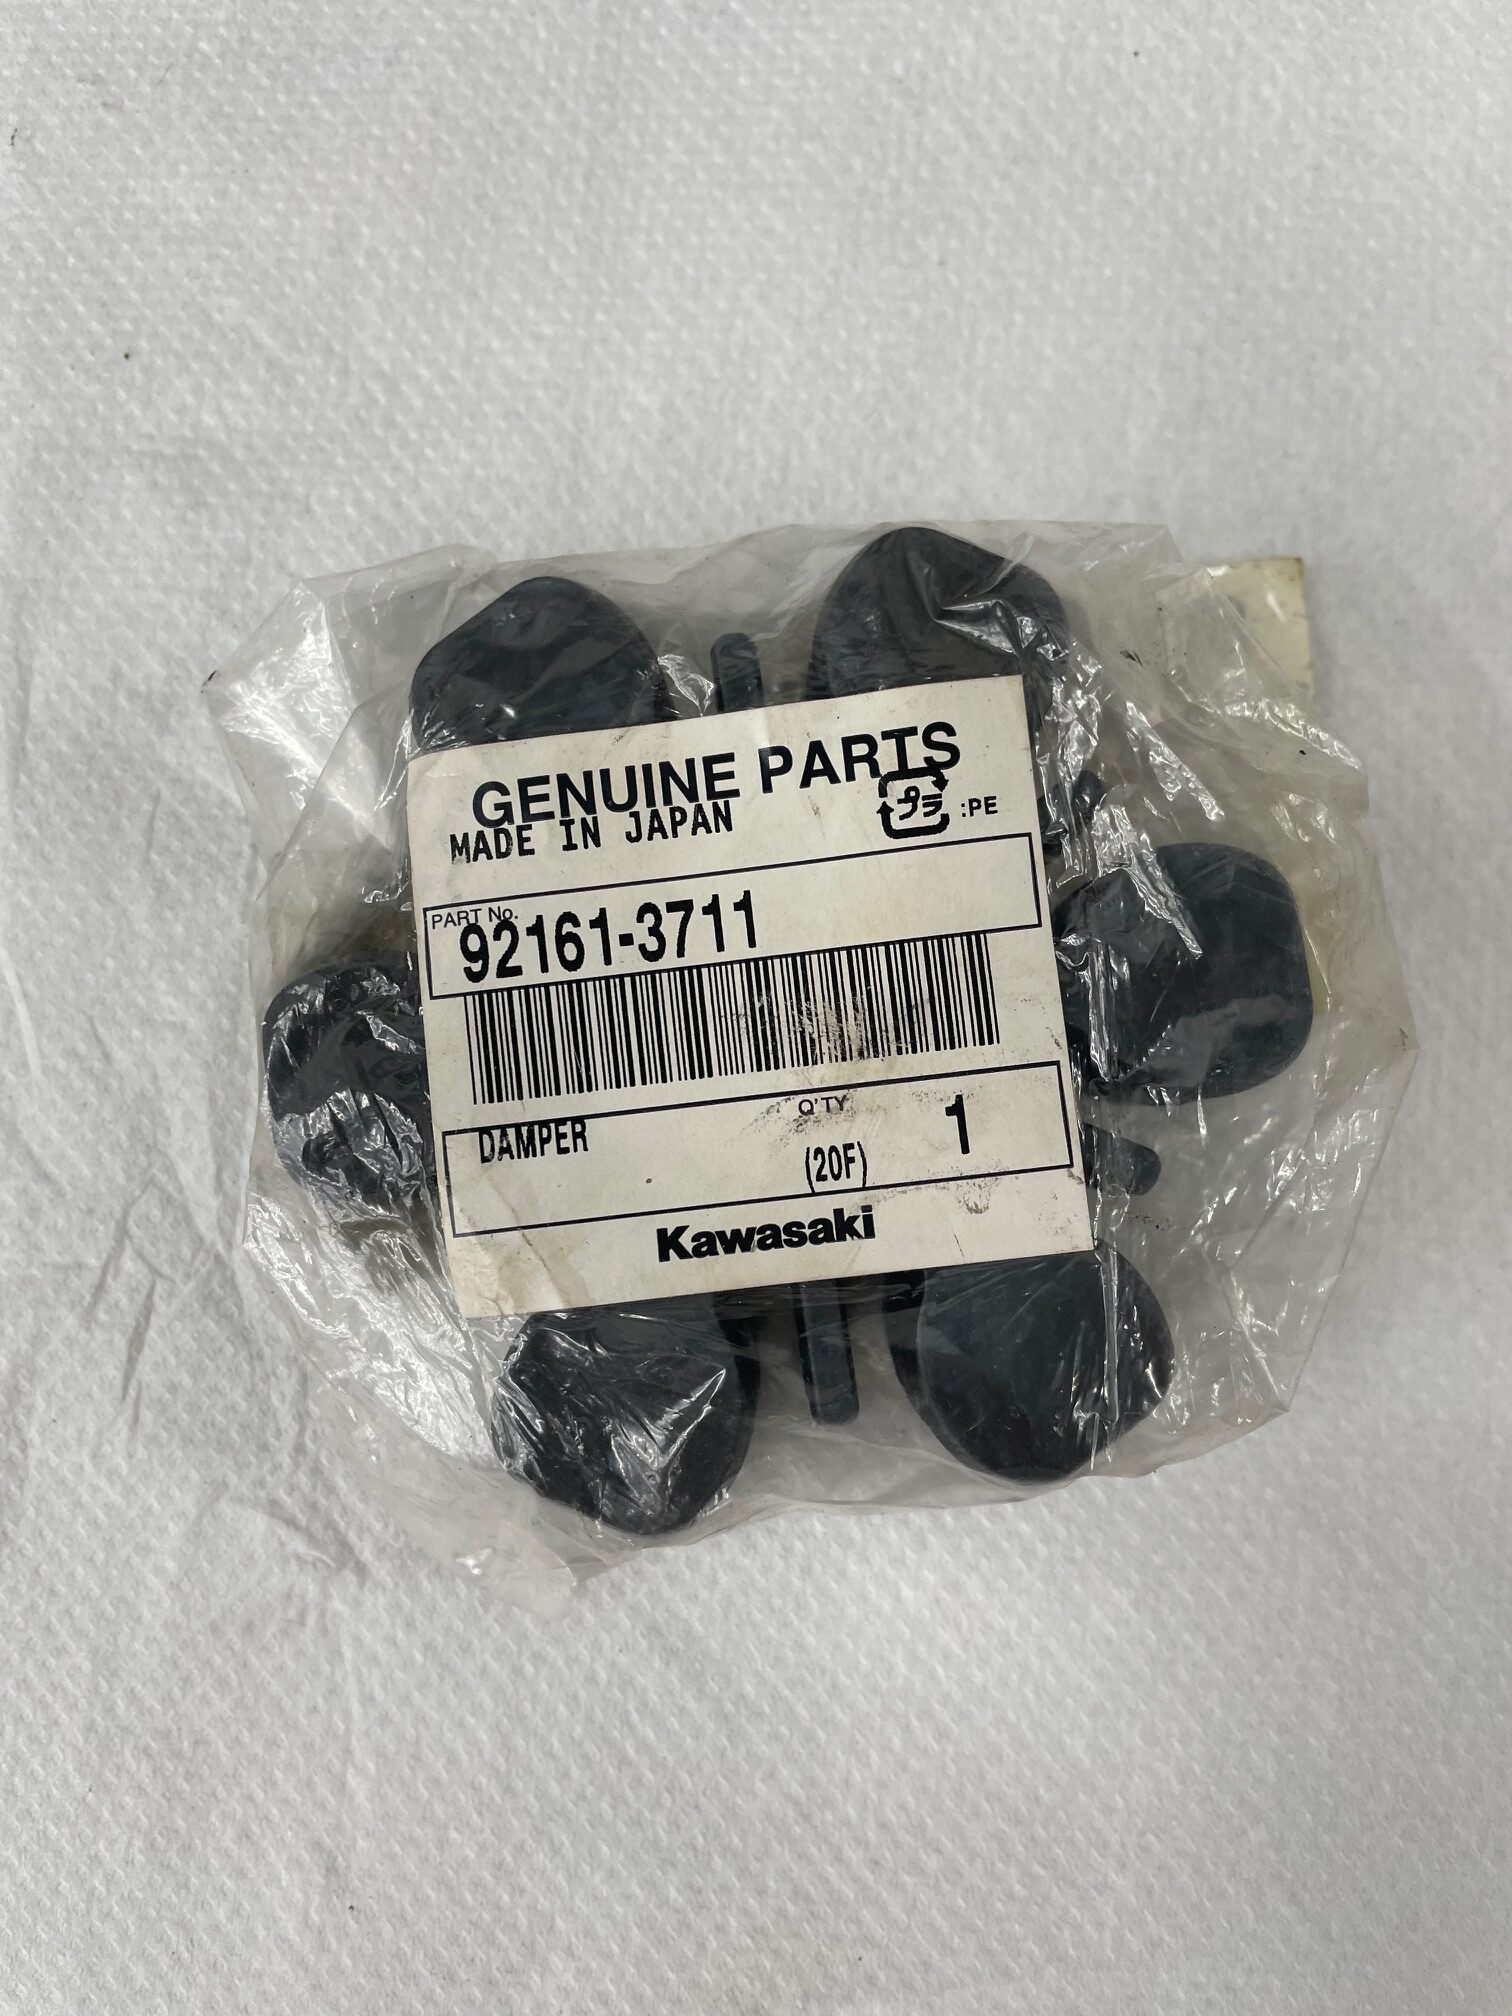 GENUINE PARTS
MADE IN JAPAN
プラ :PE
PART No.
92161-3711
Q'TY
DAMPER (20F) 1
Kawasaki